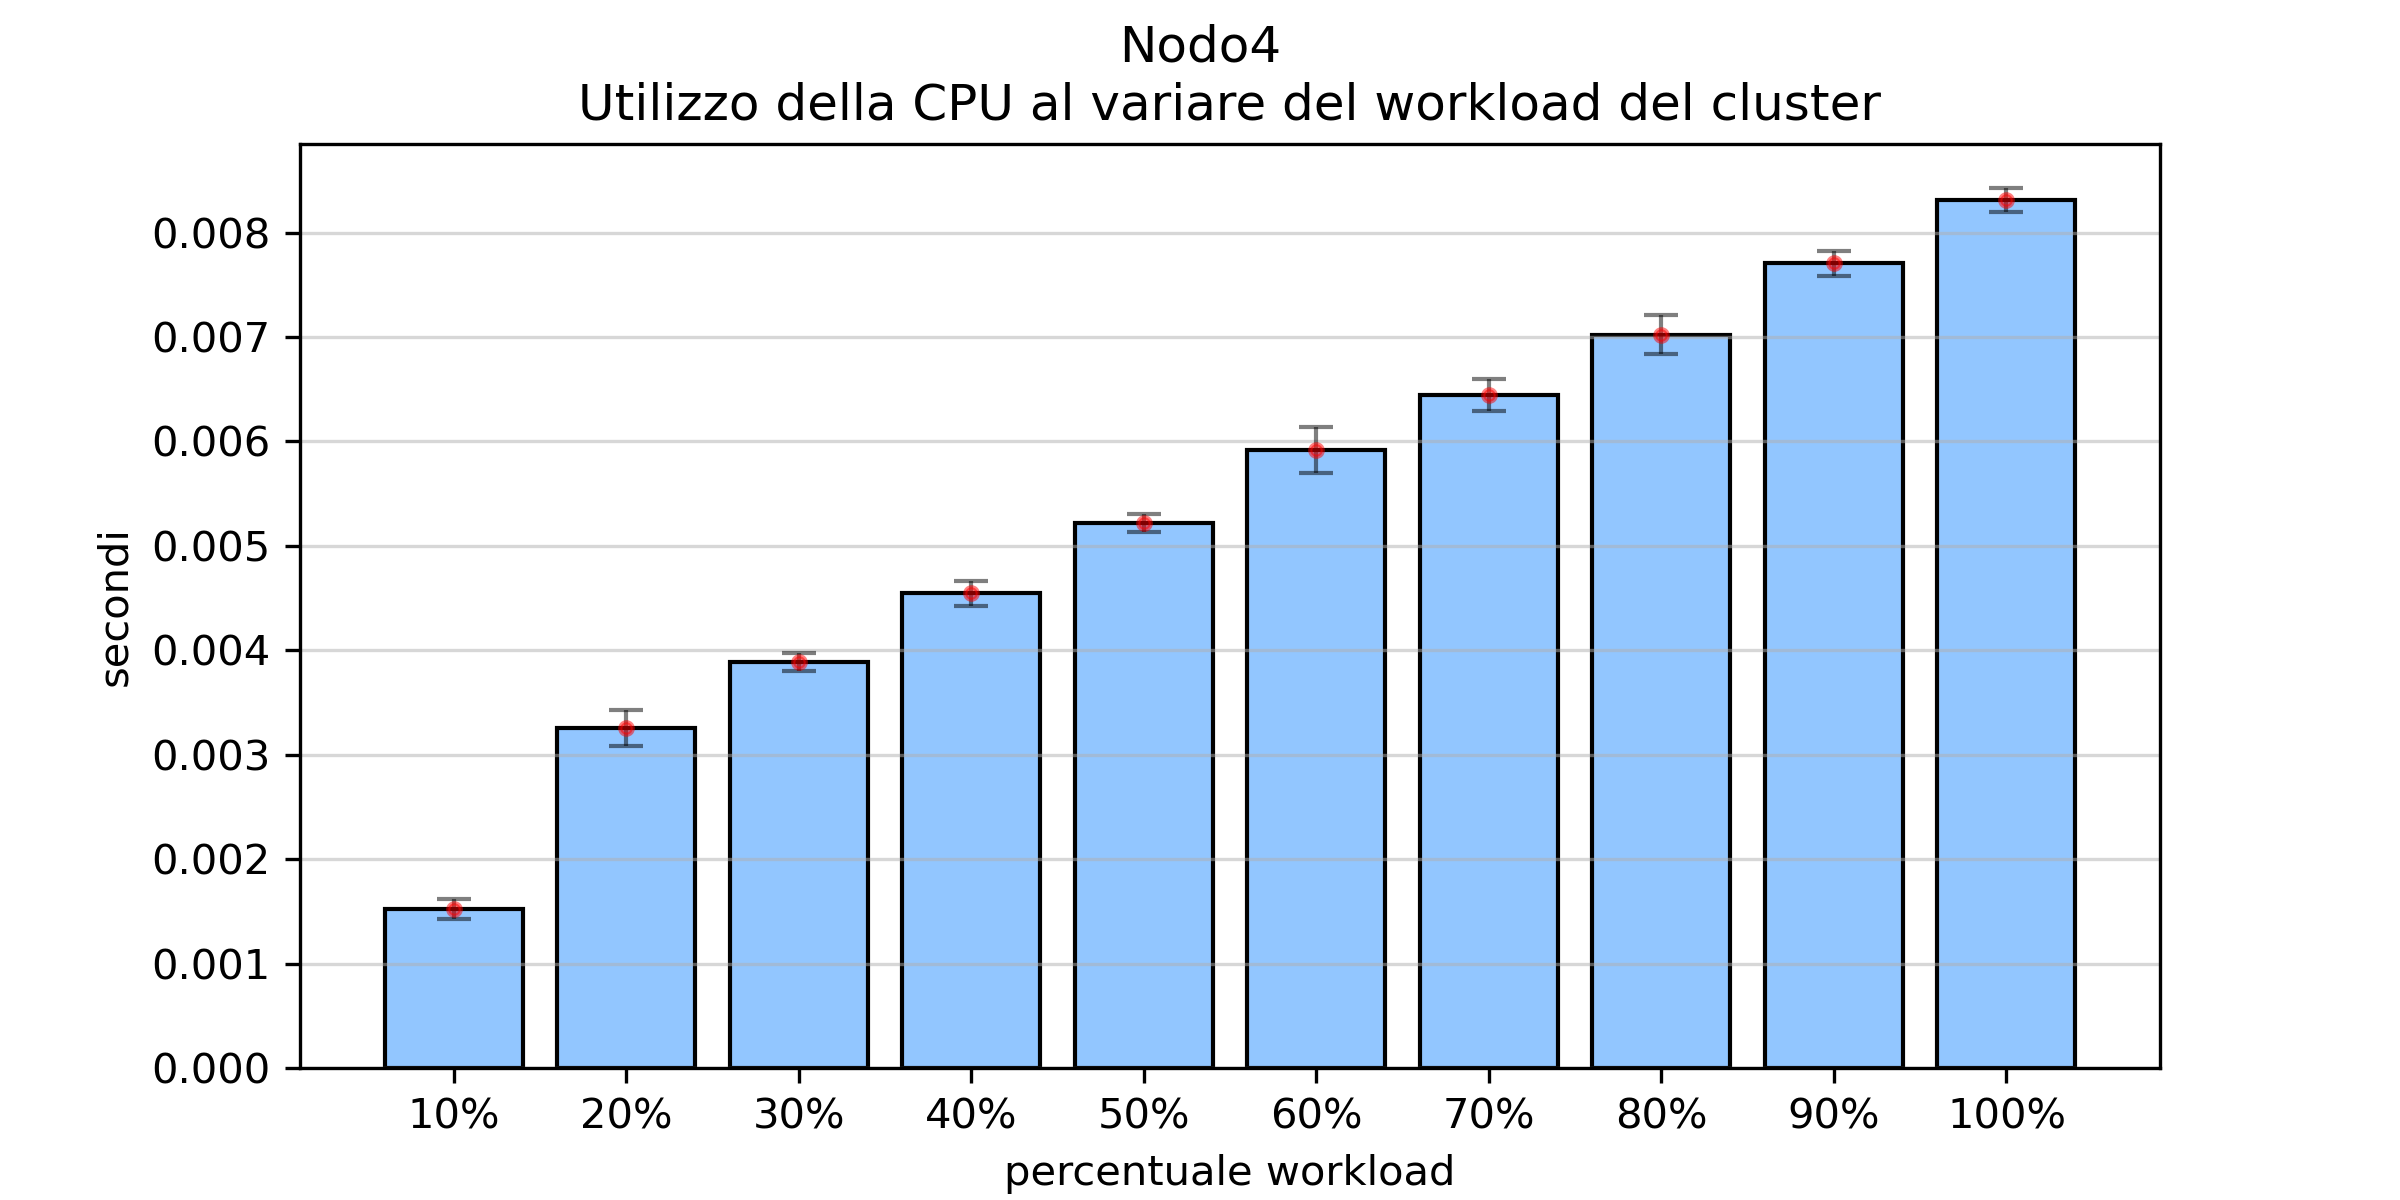 Nodo4
Utilizzo della CPU al variare del workload del cluster
0.008
0.007
0.006
0.005
0.004
0.003
0.002
0.001
0.000
secondi
10% 20% 30% 40% 50% 60% 70% 80% 90% 100%
percentuale workload